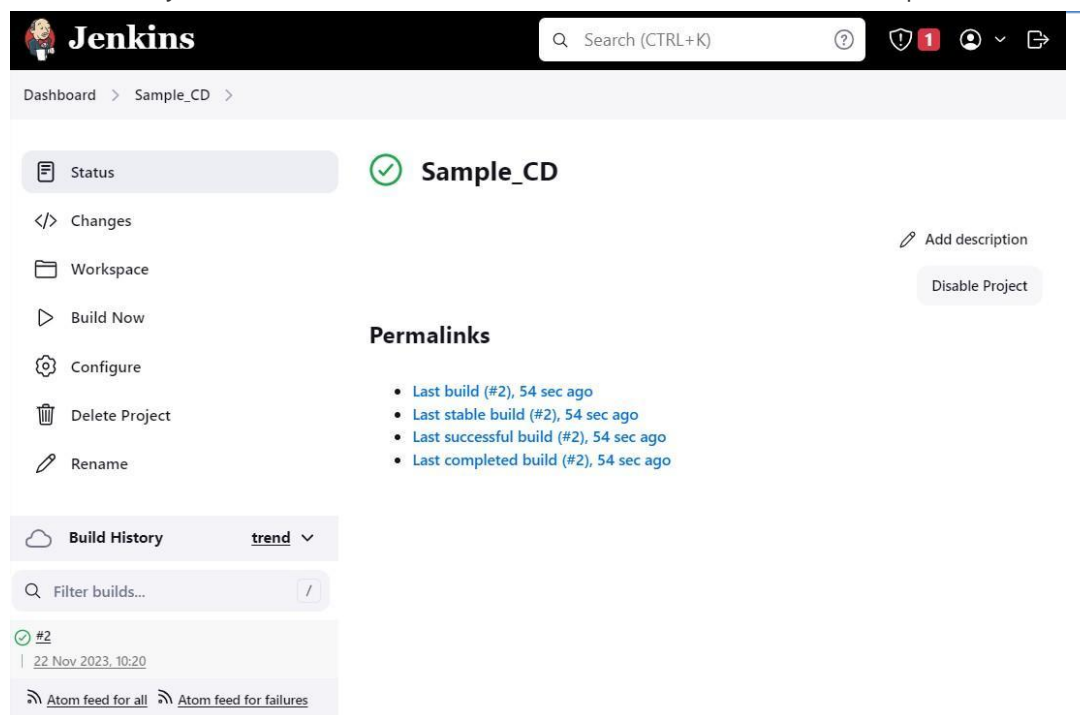 Jenkins
Search (CTRL+K)
1
Dashboard > Sample_CD >
Status
Changes
Workspace
Build Now
Configure
Delete Project
Rename
Build History trend
Filter builds... /
#2
22 Nov 2023, 10:20
Atom feed for all Atom feed for failures
Sample_CD
Add description
Disable Project
Permalinks
Last build (#2), 54 sec ago
Last stable build (#2), 54 sec ago
Last successful build (#2), 54 sec ago
Last completed build (#2), 54 sec ago